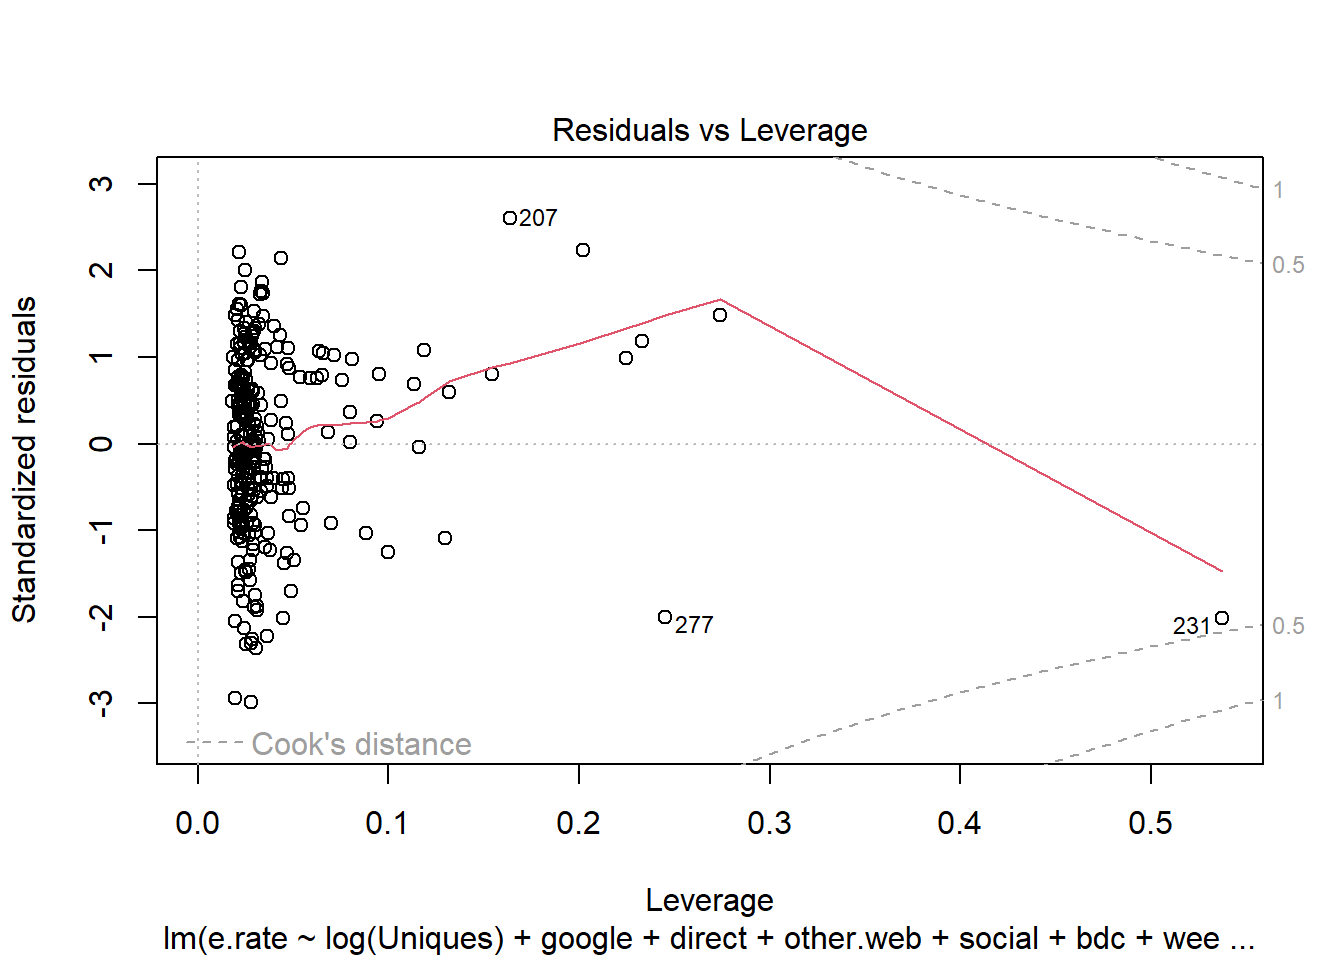 Residuals vs Leverage
Standardized residuals
3
2
1
0
-1
-2
-3
207
277
231
1
0.5
0.5
1
Cook's distance
0.0 0.1 0.2 0.3 0.4 0.5
Leverage
lm(e.rate ~ log(Uniques) + google + direct + other.web + social + bdc + wee ...